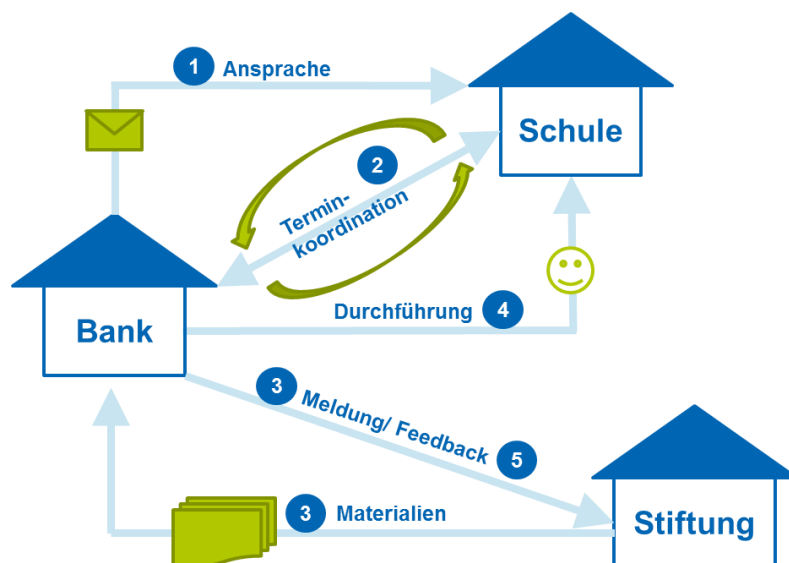 1 Ansprache
Schule
2
Termin-
koordination
Bank
Durchführung 4
3 Meldung/ Feedback 5
3 Materialien
Stiftung